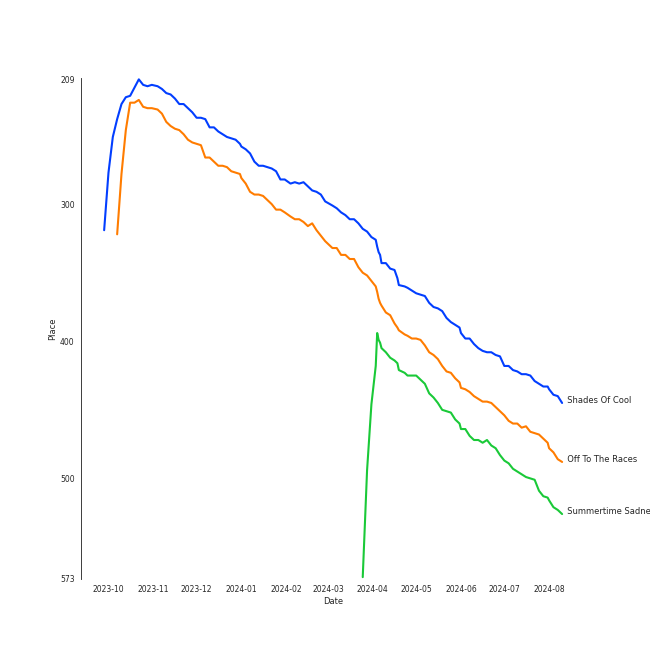 209
300
400
500
573
Place
2023-10 2023-11 2023-12 2024-01 2024-02 2024-03 2024-04 2024-05 2024-06 2024-07 2024-08
Date
Shades Of Cool
Off To The Races
Summertime Sadne